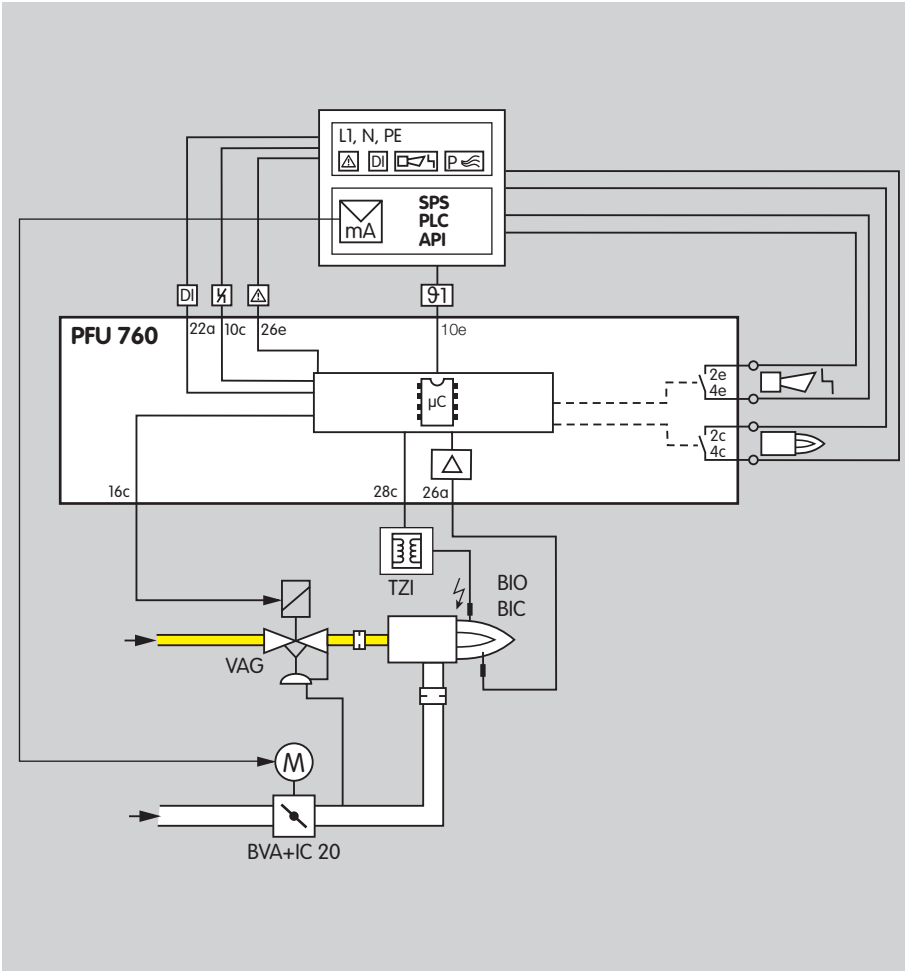 L1, N, PE
DI
P
mA
SPS
PLC
API
DI
ϑ1
PFU 760
22a
10c
26e
10e
µC
2e
4e
2c
4c
16c
28c
26a
TZI
BIO
BIC
VAG
M
BVA+IC 20